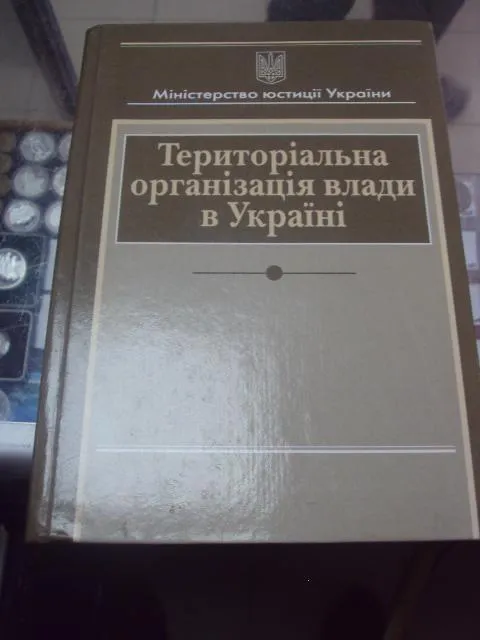 Міністерство юстиції України
Територіальна
організація влади
в Україні